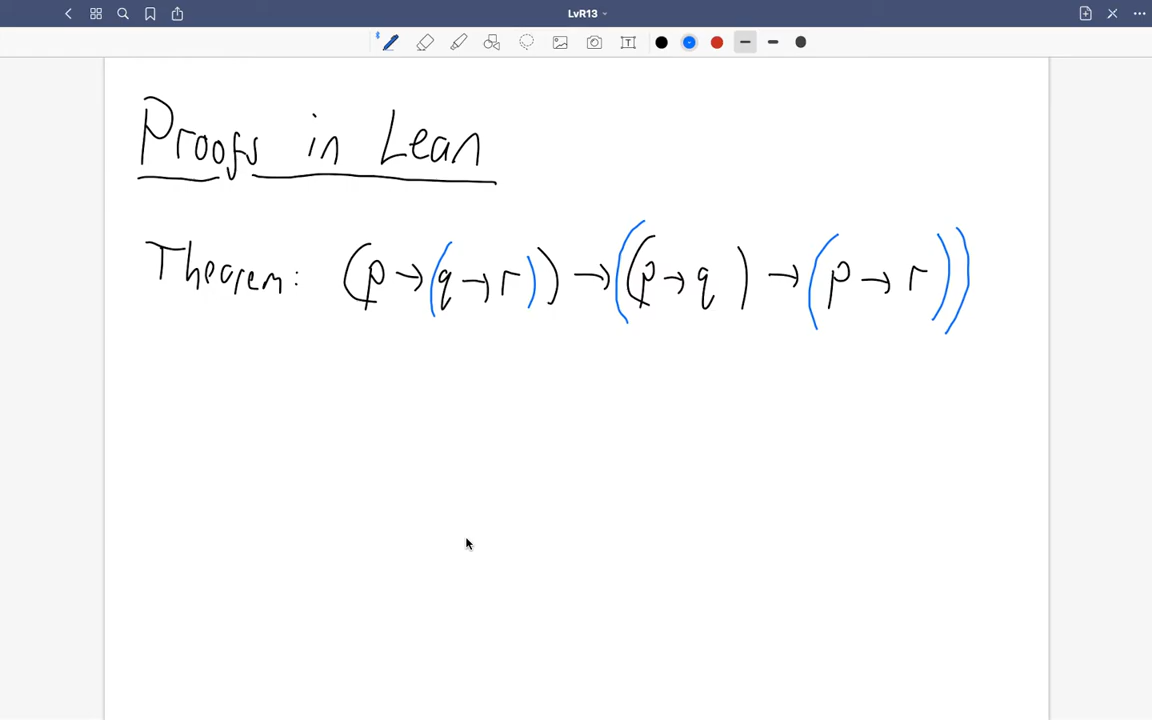 LvR13
T
Proofs in Lean
Theorem: (p→(q→r))→((p→q)→(p→r))